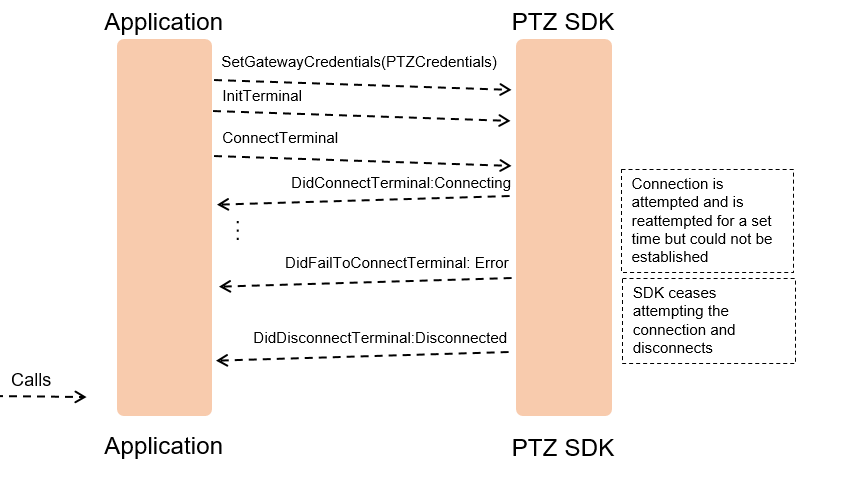 Application
PTZ SDK
SetGatewayCredentials(PTZCredentials)
InitTerminal
ConnectTerminal
DidConnectTerminal:Connecting
Connection is
attempted and is
reattempted for a set
time but could not be
established
DidFailToConnectTerminal: Error
SDK ceases
attempting the
connection and
disconnects
DidDisconnectTerminal:Disconnected
Calls
Application
PTZ SDK